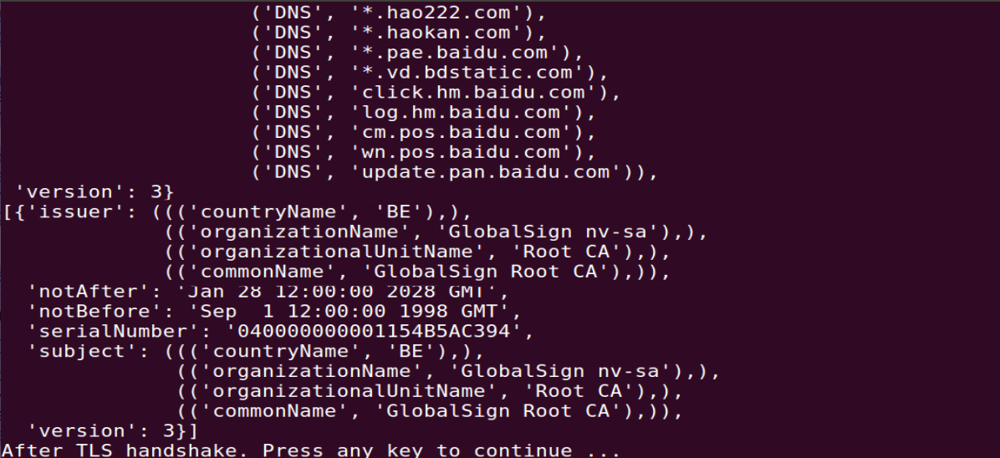 ('DNS', '*.hao222.com'),
('DNS', '*.haokan.com'),
('DNS', '*.pae.baidu.com'),
('DNS', '*.vd.bdstatic.com'),
('DNS', 'click.hm.baidu.com'),
('DNS', 'log.hm.baidu.com'),
('DNS', 'cm.pos.baidu.com'),
('DNS', 'wn.pos.baidu.com'),
('DNS', 'update.pan.baidu.com')),
'version': 3}
[{'issuer': ((('countryName', 'BE'),),
(('organizationName', 'GlobalSign nv-sa'),),
(('organizationalUnitName', 'Root CA'),),
(('commonName', 'GlobalSign Root CA'),)),
'notAfter': 'Jan 28 12:00:00 2028 GMT',
'notBefore': 'Sep  1 12:00:00 1998 GMT',
'serialNumber': '040000000001154B5AC394',
'subject': ((('countryName', 'BE'),),
(('organizationName', 'GlobalSign nv-sa'),),
(('organizationalUnitName', 'Root CA'),),
(('commonName', 'GlobalSign Root CA'),)),
'version': 3}]
After TLS handshake. Press any key to continue ...